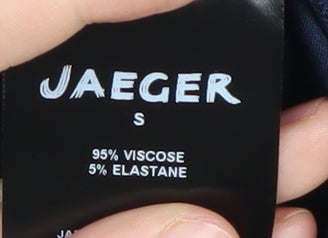 JAEGER
S
95% VISCOSE
5% ELASTANE